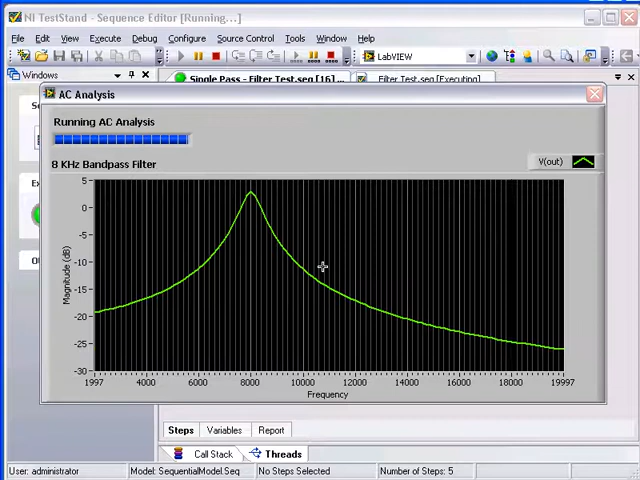 NI TestStand - Sequence Editor [Running...]
File Edit View Execute Debug Configure Source Control Tools Window Help
LabVIEW
Windows
Single Pass - Filter Test.seq [16] ...
Filter Test.seq [Executing]
AC Analysis
Running AC Analysis
8 KHz Bandpass Filter
V(out)
5
0
-5
-10
-15
-20
-25
-30
Magnitude (dB)
1997 4000 6000 8000 10000 12000 14000 16000 18000 19997
Frequency
Steps Variables Report
Call Stack Threads
User: administrator Model: SequentialModel.Seq No Steps Selected Number of Steps: 5